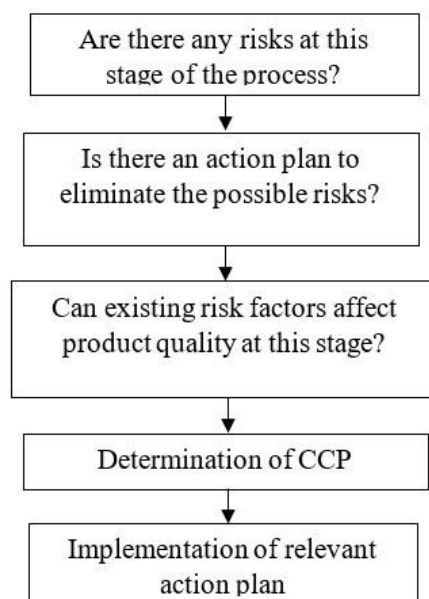 Are there any risks at this
stage of the process?
Is there an action plan to
eliminate the possible risks?
Can existing risk factors affect
product quality at this stage?
Determination of CCP
Implementation of relevant
action plan